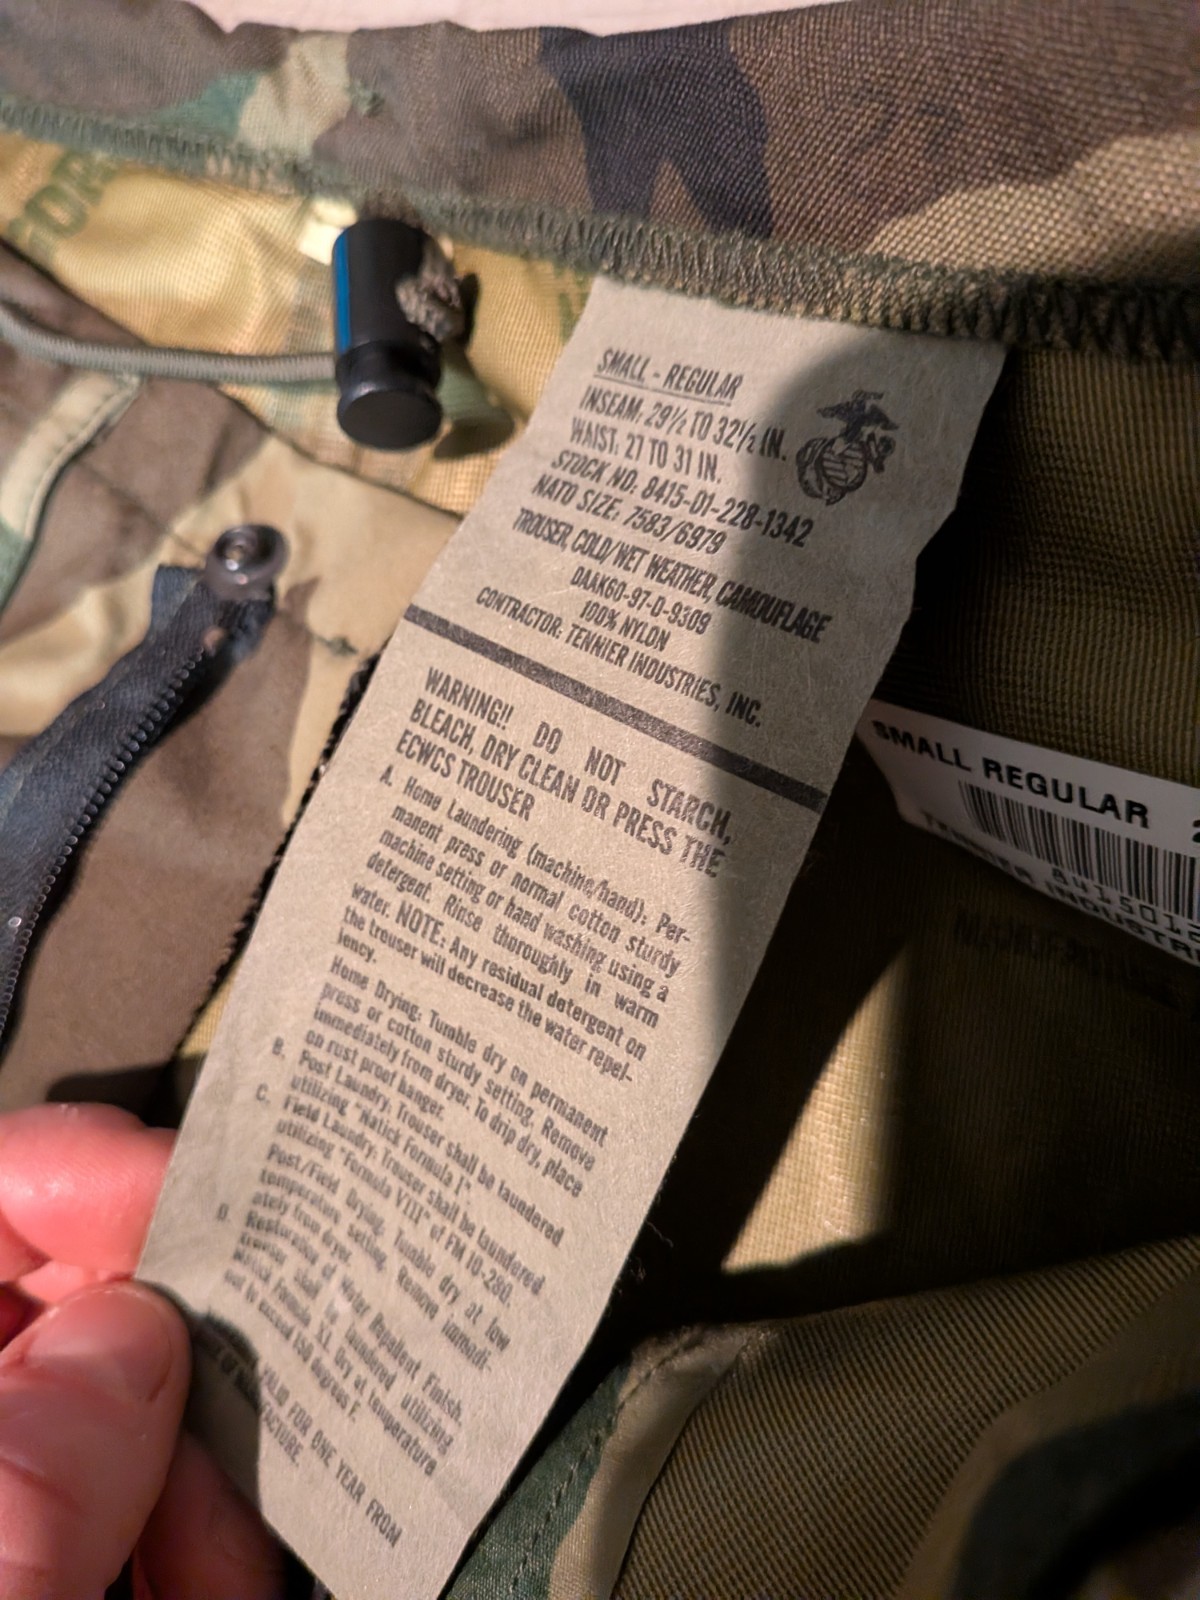 SMALL - REGULAR
INSEAM: 29½ TO 32½ IN.
WAIST: 27 TO 31 IN.
STOCK NO: 8415-01-228-1342
NATO SIZE: 7583/6979
TROUSER, COLD/WET WEATHER, CAMOUFLAGE
DAAK60-97-D-9309
100% NYLON
CONTRACTOR: TENNIER INDUSTRIES, INC.
WARNING!! DO NOT STARCH,
BLEACH, DRY CLEAN OR PRESS THE
ECWCS TROUSER
A. Home Laundering (machine/hand): Per-
manent press or normal cotton sturdy
machine setting or hand washing using a
detergent. Rinse thoroughly in warm
water. NOTE: Any residual detergent on
the trouser will decrease the water repel-
lency.
Home Drying: Tumble dry on permanent
press or cotton sturdy setting. Remove
immediately from dryer. To drip dry, place
on rust proof hanger.
B. Post Laundry: Trouser shall be laundered
utilizing "Natick Formula I".
C. Field Laundry: Trouser shall be laundered
utilizing "Formula VIII" of FM 10-280.
Post/Field Drying: Tumble dry at low
temperature setting. Remove immedi-
ately from dryer.
D. Restoration of Water Repellent Finish.
Trouser shall be laundered utilizing
Natick Formula XI. Dry at temperature
not to exceed 150 degrees F.
VALID FOR ONE YEAR FROM
FACTURE.
SMALL REGULAR
TENNIER INDUSTRI